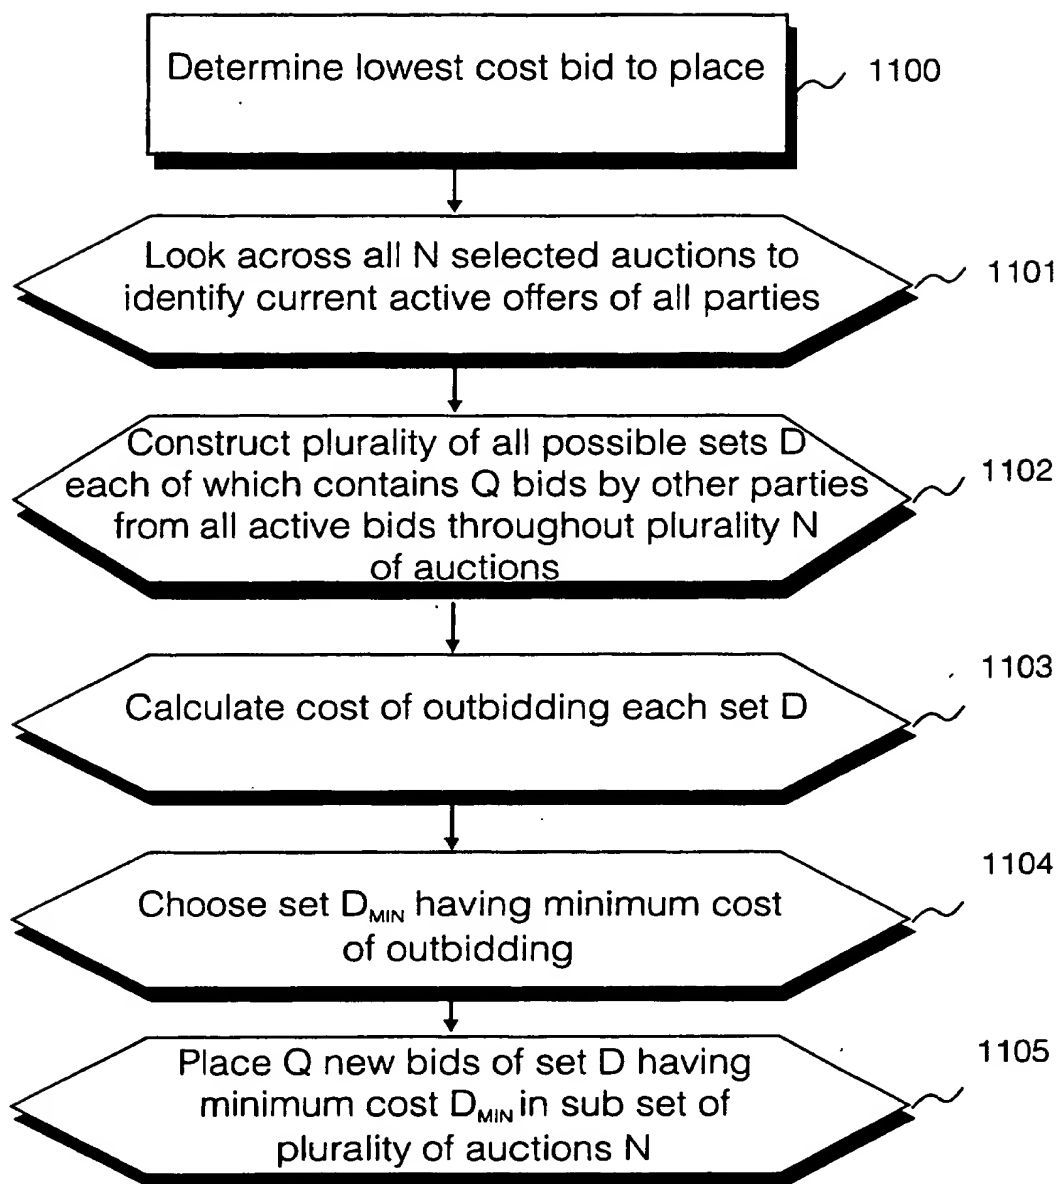 Determine lowest cost bid to place
1100
Look across all N selected auctions to
identify current active offers of all parties
1101
Construct plurality of all possible sets D
each of which contains Q bids by other parties
from all active bids throughout plurality N
of auctions
1102
Calculate cost of outbidding each set D
1103
Choose set D_MIN having minimum cost
of outbidding
1104
Place Q new bids of set D having
minimum cost D_MIN in sub set of
plurality of auctions N
1105